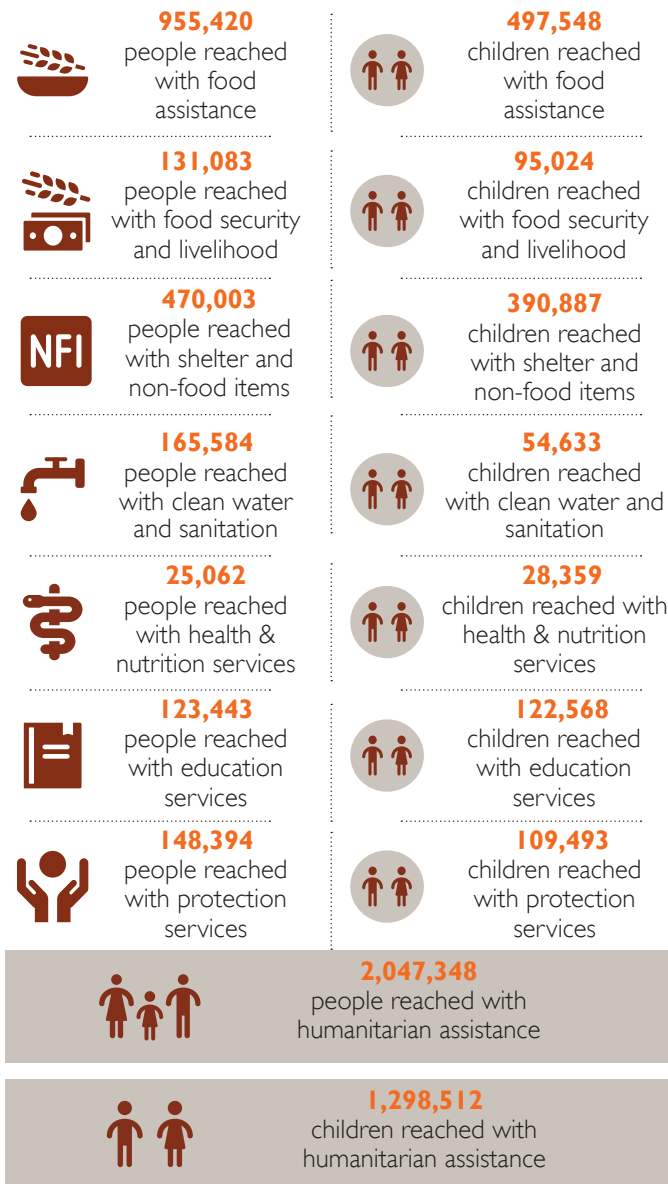 955,420
people reached
with food
assistance
497,548
children reached
with food
assistance
131,083
people reached
with food security
and livelihood
95,024
children reached
with food security
and livelihood
NFI
470,003
people reached
with shelter and
non-food items
390,887
children reached
with shelter and
non-food items
165,584
people reached
with clean water
and sanitation
54,633
children reached
with clean water and
sanitation
25,062
people reached
with health &
nutrition services
28,359
children reached with
health & nutrition
services
123,443
people reached
with education
services
122,568
children reached
with education
services
148,394
people reached
with protection
services
109,493
children reached
with protection
services
2,047,348
people reached with
humanitarian assistance
1,298,512
children reached with
humanitarian assistance